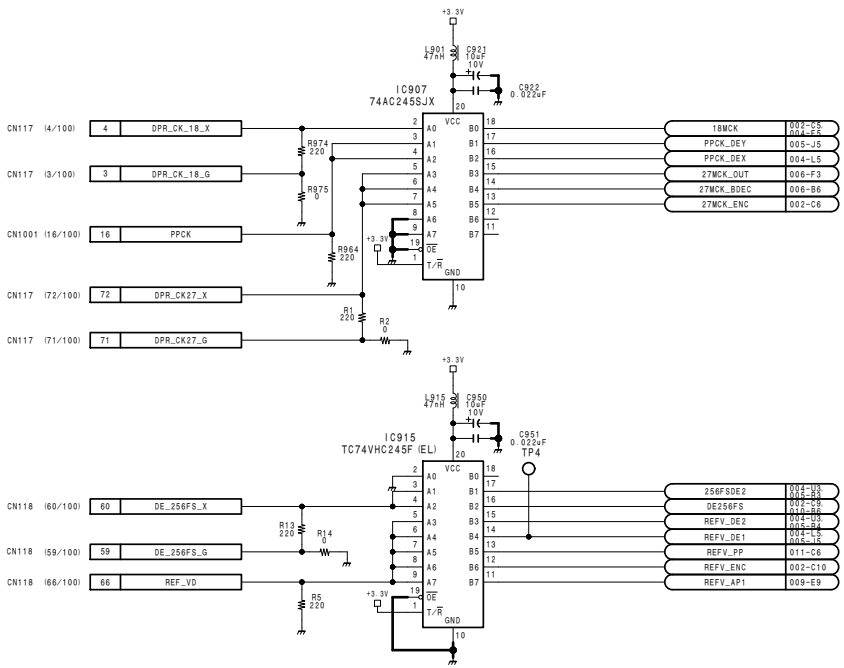 +3.3V
L901
47nH
C921
10uF
10V
C922
0.022uF
IC907
74AC245SJX
20
VCC
CN117 (4/100) 4 DPR_CK_18_X
2 A0 B0 18 18MCK 002-C5, 004-E5
R974
220
3 A1 B1 17 PPCK_DEY 005-J5
4 A2 B2 16 PPCK_DEX 004-L5
CN117 (3/100) 3 DPR_CK_18_G
5 A3 B3 15 27MCK_OUT 006-F3
R975
0
6 A4 B4 14 27MCK_BDEC 006-B6
7 A5 B5 13 27MCK_ENC 002-C6
8 A6 B6 12
CN1001 (16/100) 16 PPCK
9 A7 B7 11
+3.3V
19 OE
R964
220
1 T/R
GND
10
CN117 (72/100) 72 DPR_CK27_X
R1
220
R2
0
CN117 (71/100) 71 DPR_CK27_G
+3.3V
L915
47nH
C950
10uF
10V
C951
0.022uF
TP4
IC915
TC74VHC245F(EL)
20
VCC
2 A0 B0 18
3 A1 B1 17 256FSDE2 004-U3, 005-R3
CN118 (60/100) 60 DE_256FS_X
4 A2 B2 16 DE256FS 002-C9, 010-B6
5 A3 B3 15 REFV_DE2 004-U3, 005-B4
R13
220
R14
0
6 A4 B4 14 REFV_DE1 004-L5, 005-J5
CN118 (59/100) 59 DE_256FS_G
7 A5 B5 13 REFV_PP 011-C6
8 A6 B6 12 REFV_ENC 002-C10
CN118 (66/100) 66 REF_VD
9 A7 B7 11 REFV_AP1 009-E9
R5
220
+3.3V
19 OE
1 T/R
GND
10